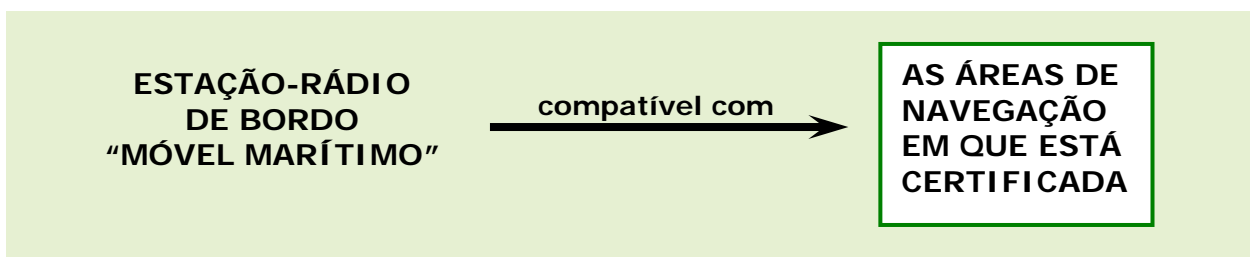 ESTAÇÃO-RÁDIO
DE BORDO
“MÓVEL MARÍTIMO”
compatível com
AS ÁREAS DE
NAVEGAÇÃO
EM QUE ESTÁ
CERTIFICADA